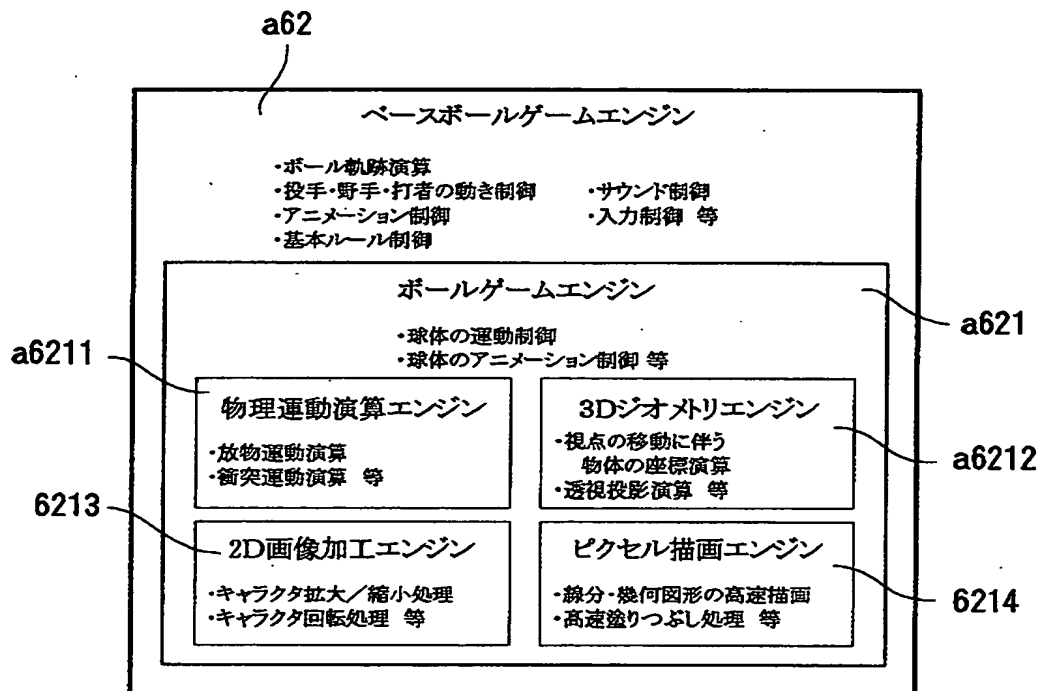 a62
ベースボールゲームエンジン
・ボール軌跡演算
・投手・野手・打者の動き制御
・アニメーション制御
・基本ルール制御
・サウンド制御
・入力制御 等
ボールゲームエンジン
a621
・球体の運動制御
・球体のアニメーション制御 等
a6211
物理運動演算エンジン
・放物運動演算
・衝突運動演算 等
3Dジオメトリエンジン
・視点の移動に伴う
物体の座標演算
・透視投影演算 等
a6212
6213
2D画像加工エンジン
・キャラクタ拡大／縮小処理
・キャラクタ回転処理 等
ピクセル描画エンジン
・線分・幾何図形の高速描画
・高速塗りつぶし処理 等
6214